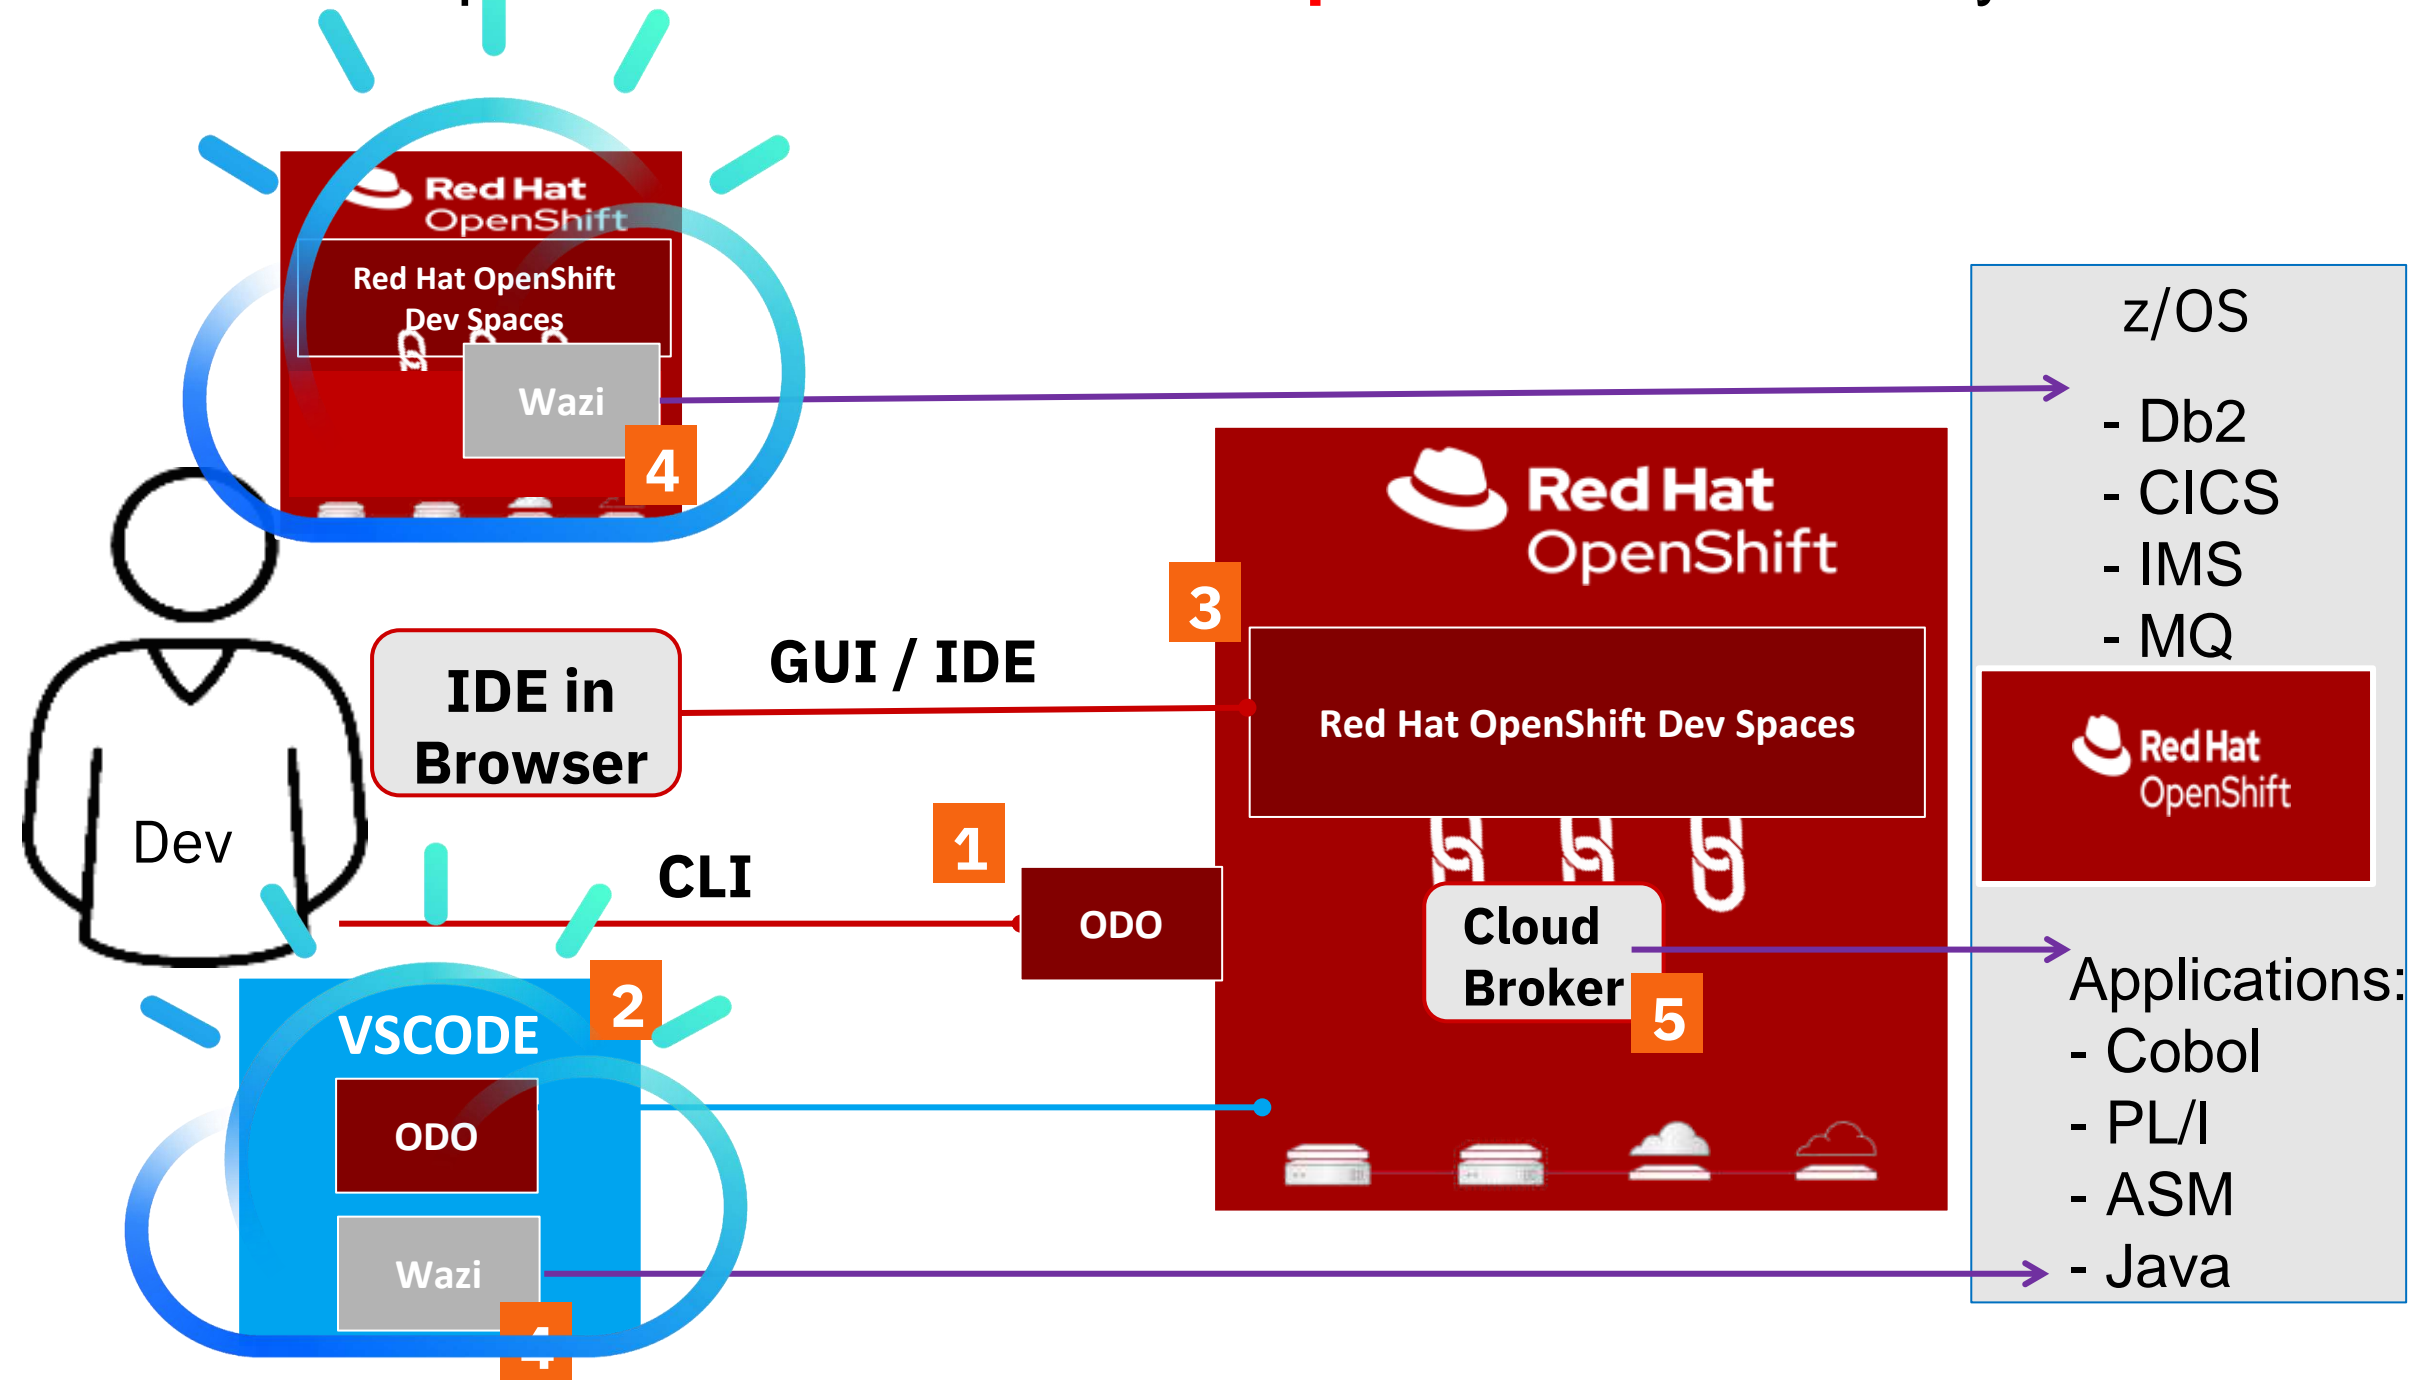 Red Hat
OpenShift
Red Hat OpenShift
Dev Spaces
Wazi
4
z/OS
- Db2
- CICS
- IMS
- MQ
Red Hat
OpenShift
Applications:
- Cobol
- PL/I
- ASM
- Java
Red Hat
OpenShift
3
Red Hat OpenShift Dev Spaces
IDE in
Browser
GUI / IDE
Dev
CLI
1
ODO
Cloud
Broker
5
2
VSCODE
ODO
Wazi
4